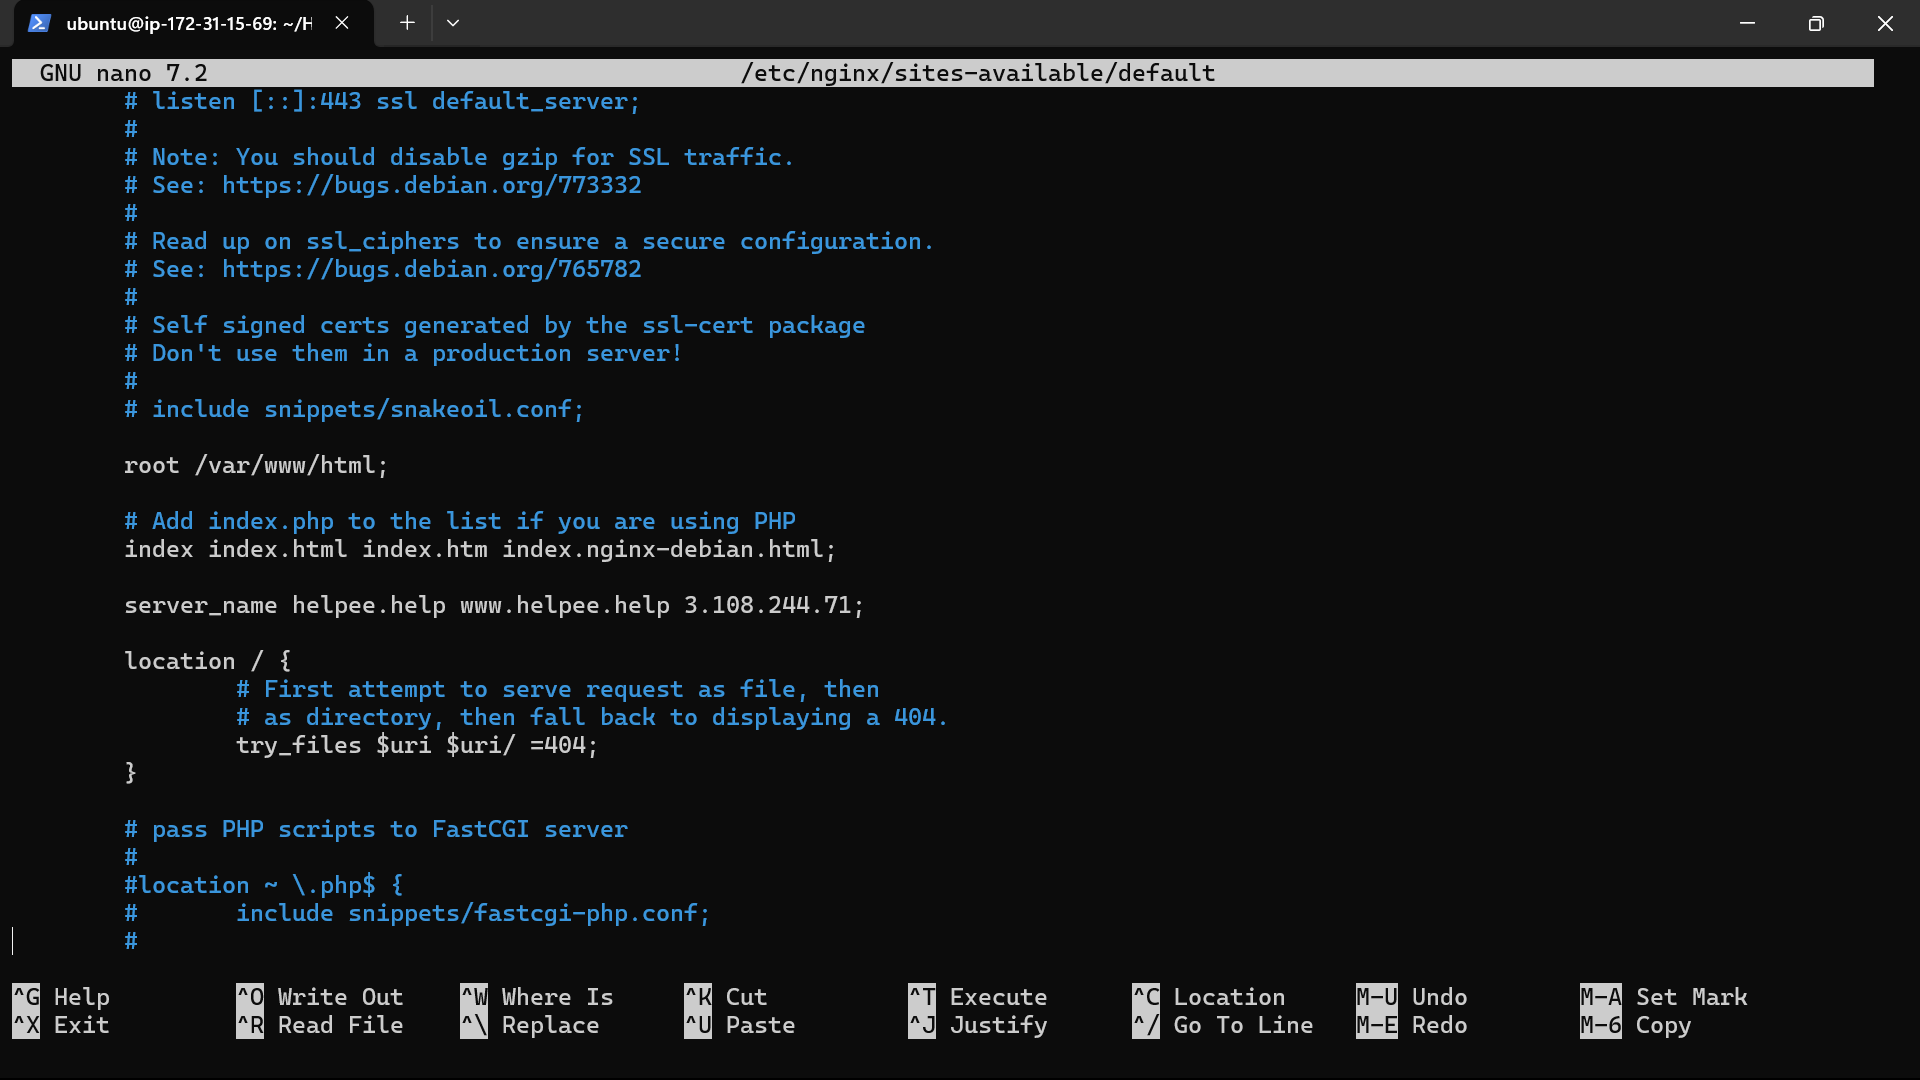 ubuntu@ip-172-31-15-69: ~/H
GNU nano 7.2 /etc/nginx/sites-available/default
# listen [::]:443 ssl default_server;
#
# Note: You should disable gzip for SSL traffic.
# See: https://bugs.debian.org/773332
#
# Read up on ssl_ciphers to ensure a secure configuration.
# See: https://bugs.debian.org/765782
#
# Self signed certs generated by the ssl-cert package
# Don't use them in a production server!
#
# include snippets/snakeoil.conf;
root /var/www/html;
# Add index.php to the list if you are using PHP
index index.html index.htm index.nginx-debian.html;
server_name helpee.help www.helpee.help 3.108.244.71;
location / {
# First attempt to serve request as file, then
# as directory, then fall back to displaying a 404.
try_files $uri $uri/ =404;
}
# pass PHP scripts to FastCGI server
#
#location ~ \.php$ {
# include snippets/fastcgi-php.conf;
#
^G Help ^O Write Out ^W Where Is ^K Cut ^T Execute ^C Location M-U Undo M-A Set Mark
^X Exit ^R Read File ^\ Replace ^U Paste ^J Justify ^/ Go To Line M-E Redo M-6 Copy